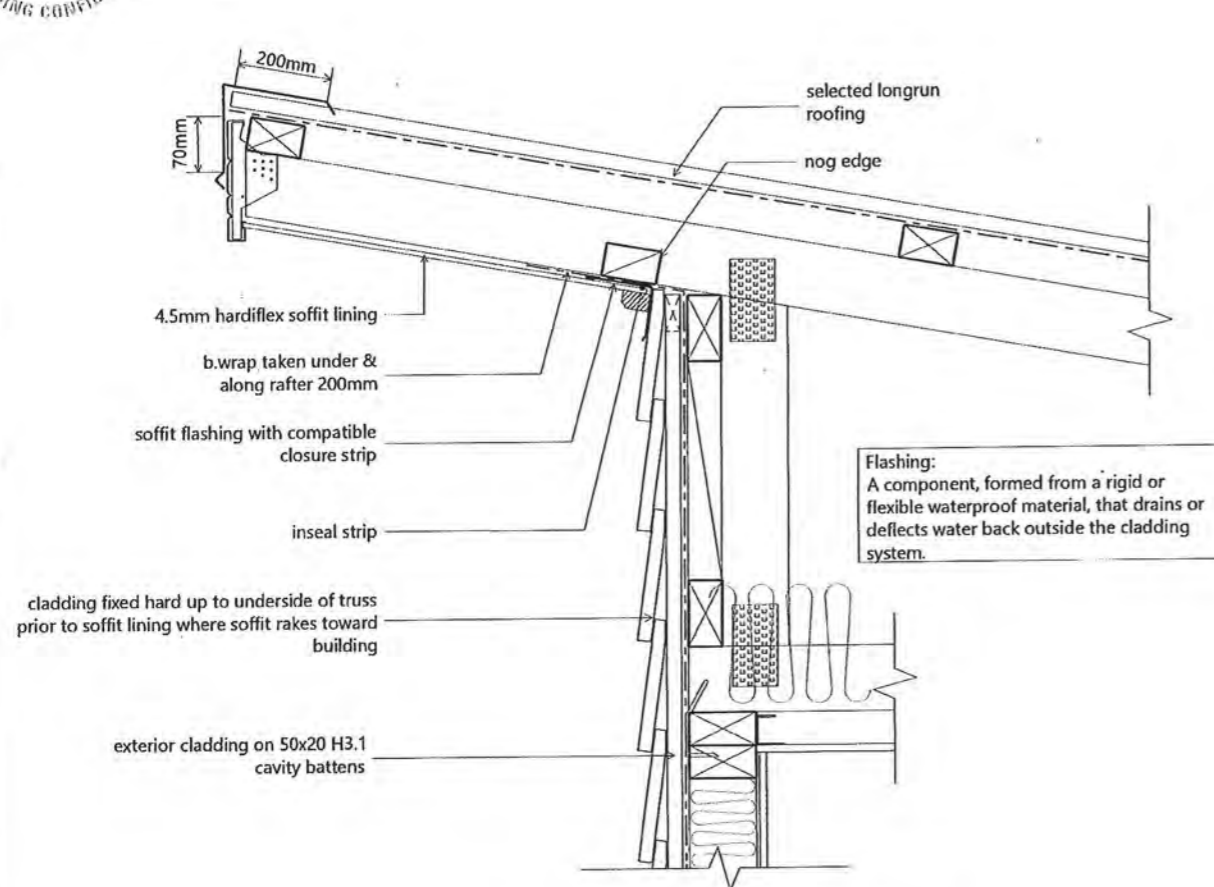 200mm
selected longrun
roofing
nog edge
70mm
4.5mm hardiflex soffit lining
b.wrap taken under &
along rafter 200mm
soffit flashing with compatible
closure strip
inseal strip
cladding fixed hard up to underside of truss
prior to soffit lining where soffit rakes toward
building
exterior cladding on 50x20 H3.1
cavity battens
Flashing:
A component, formed from a rigid or
flexible waterproof material, that drains or
deflects water back outside the cladding
system.